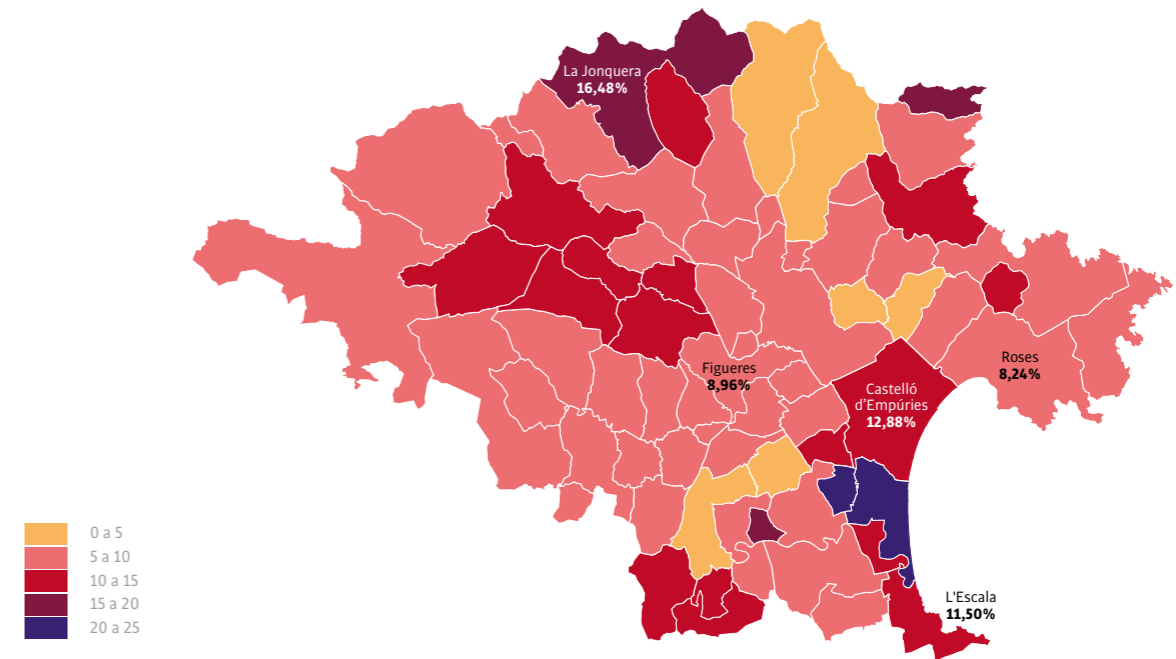 La Jonquera
16,48%
Figueres
8,96%
Roses
8,24%
Castelló
d'Empúries
12,88%
0 a 5
5 a 10
10 a 15
15 a 20
20 a 25
L'Escala
11,50%